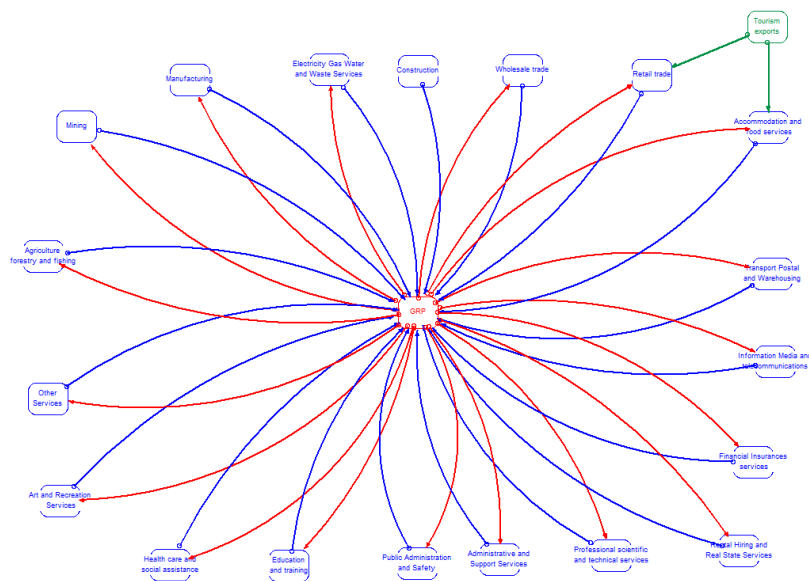 Tourism
exports
Electricity Gas Water
and Waste Services
Construction
Wholesale trade
Retail trade
Manufacturing
Mining
Accommodation and
food services
Agriculture
forestry and fishing
Transport Postal
and Warehousing
GRP
Information Media and
telecommunications
Other
Services
Financial Insurances
services
Art and Recreation
Services
Health care and
social assistance
Education
and training
Public Administration
and Safety
Administrative and
Support Services
Professional scientific
and technical services
Rental Hiring and
Real State Services